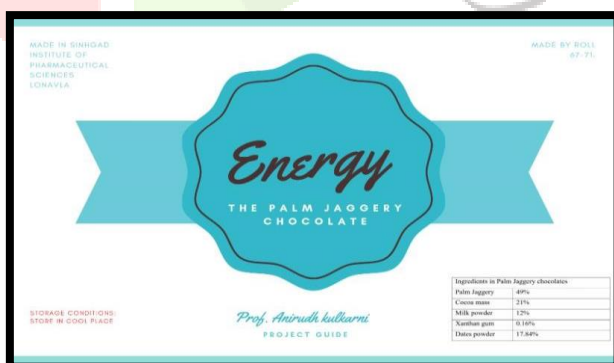 MADE IN SINHGAD
INSTITUTE OF
PHARMACEUTICAL
SCIENCES
LONAVLA
MADE BY ROLL
67-71.
Energy
THE PALM JAGGERY
CHOCOLATE
STORAGE CONDITIONS:
STORE IN COOL PLACE
Prof. Anirudh kulkarni
PROJECT GUIDE
Ingredients in Palm Jaggery chocolates
Palm Jaggery 49%
Cocoa mass 21%
Milk powder 12%
Xanthan gum 0.16%
Dates powder 17.84%